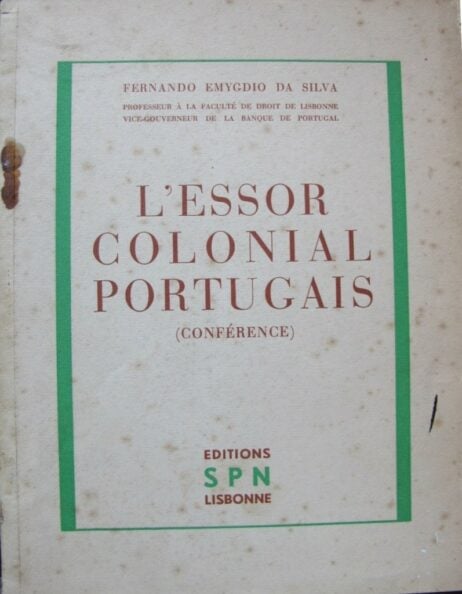 FERNANDO EMYGDIO DA SILVA
PROFESSEUR À LA FACULTÉ DE DROIT DE LISBONNE
VICE-GOUVERNEUR DE LA BANQUE DE PORTUGAL
L'ESSOR
COLONIAL
PORTUGAIS
(CONFÉRENCE)
EDITIONS
SPN
LISBONNE